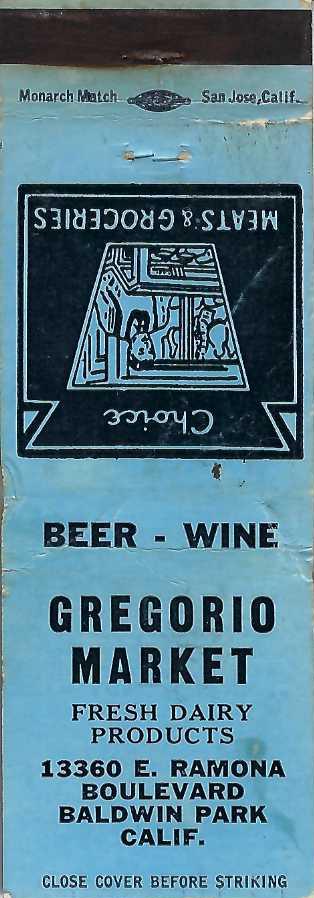 Monarch Match San Jose, Calif.
Choice
MEATS & GROCERIES
BEER - WINE
GREGORIO
MARKET
FRESH DAIRY
PRODUCTS
13360 E. RAMONA
BOULEVARD
BALDWIN PARK
CALIF.
CLOSE COVER BEFORE STRIKING